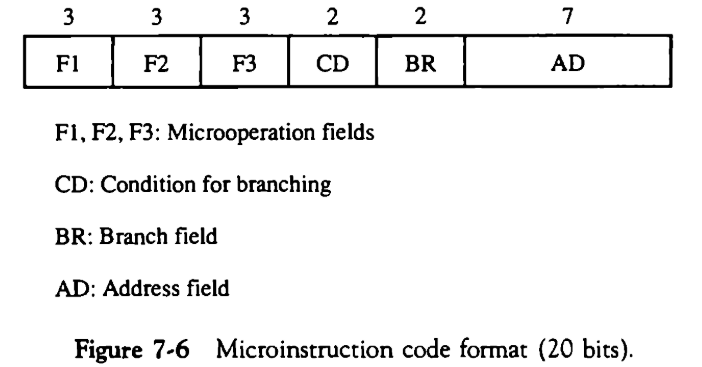 3 3 3 2 2 7
F1 F2 F3 CD BR AD
F1, F2, F3: Microoperation fields
CD: Condition for branching
BR: Branch field
AD: Address field
Figure 7-6 Microinstruction code format (20 bits).